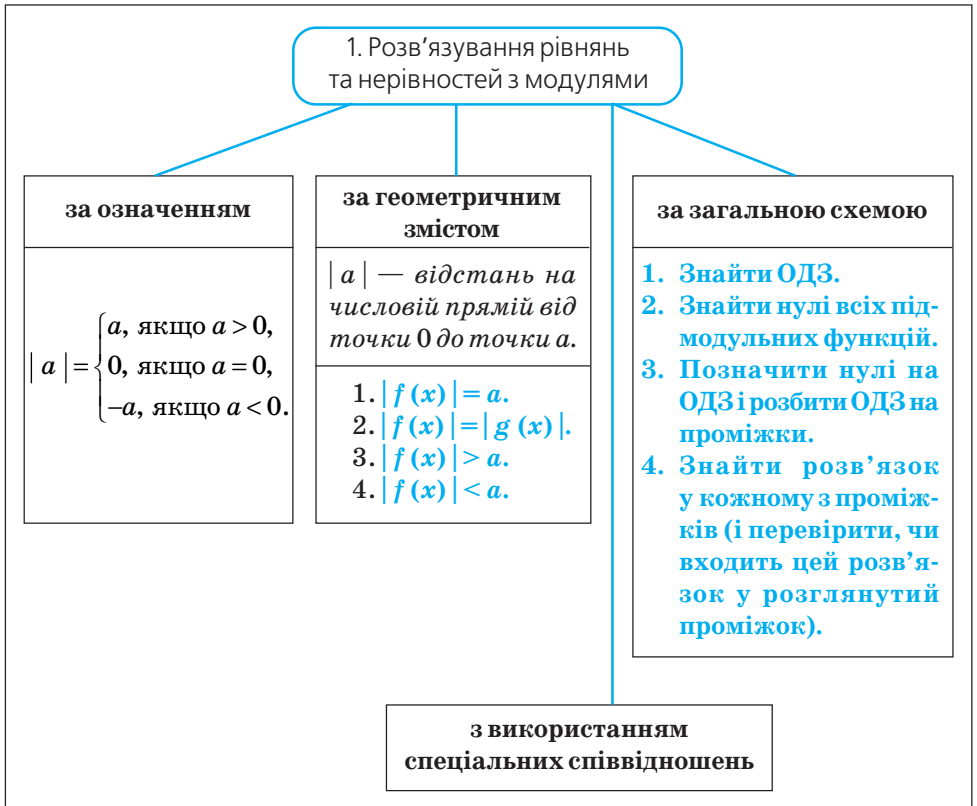 1. Розв'язування рівнянь
та нерівностей з модулями
за означенням
| a | = { a, якщо a > 0,
0, якщо a = 0,
−a, якщо a < 0.
за геометричним
змістом
| a | — відстань на
числовій прямій від
точки 0 до точки a.
1. | f (x) | = a.
2. | f (x) | = | g (x) |.
3. | f (x) | > a.
4. | f (x) | < a.
за загальною схемою
1. Знайти ОДЗ.
2. Знайти нулі всіх під-
модульних функцій.
3. Позначити нулі на
ОДЗ і розбити ОДЗ на
проміжки.
4. Знайти розв'язок
у кожному з проміж-
ків (і перевірити, чи
входить цей розв'я-
зок у розглянутий
проміжок).
з використанням
спеціальних співвідношень